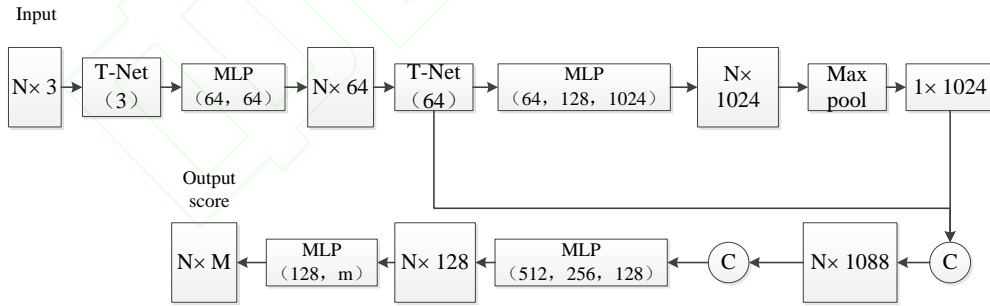 Input
N× 3
T-Net
（3）
MLP
（64，64）
N× 64
T-Net
（64）
MLP
（64，128，1024）
N×
1024
Max
pool
1× 1024
Output
score
N× M
MLP
（128，m）
N× 128
MLP
（512，256，128）
C
N× 1088
C